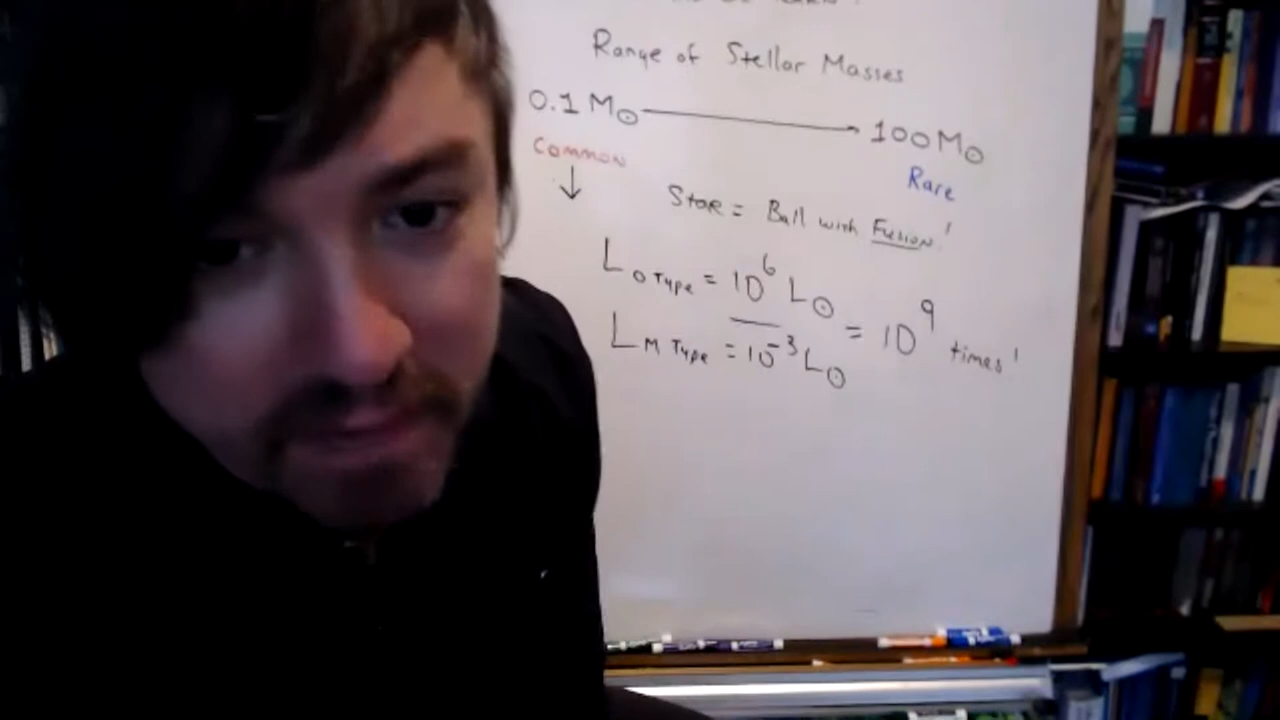 Range of Stellar Masses
0.1 M☉ → 100 M☉
Common
↓
Rare
Star = Ball with Fusion!
L O Type = 10⁶ L☉
L M Type = 10⁻³ L☉
= 10⁹ times!